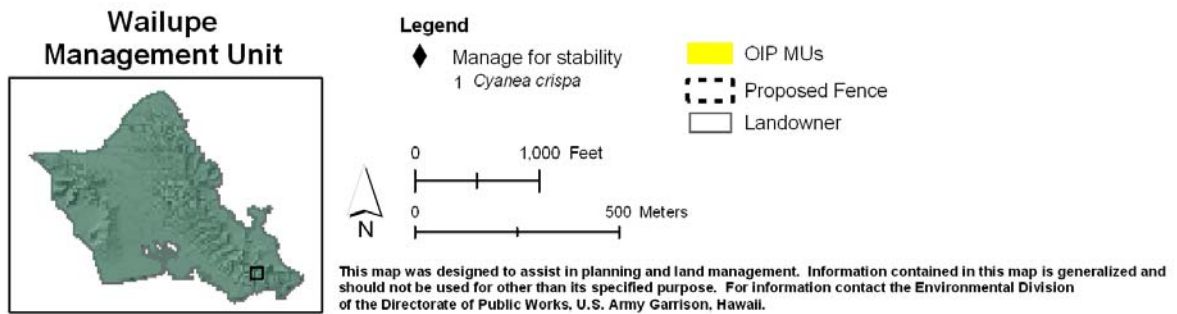 Wailupe
Management Unit
Legend
Manage for stability
1 Cyanea crispa
OIP MUs
Proposed Fence
Landowner
0 1,000 Feet
0 500 Meters
N
This map was designed to assist in planning and land management. Information contained in this map is generalized and
should not be used for other than its specified purpose. For information contact the Environmental Division
of the Directorate of Public Works, U.S. Army Garrison, Hawaii.